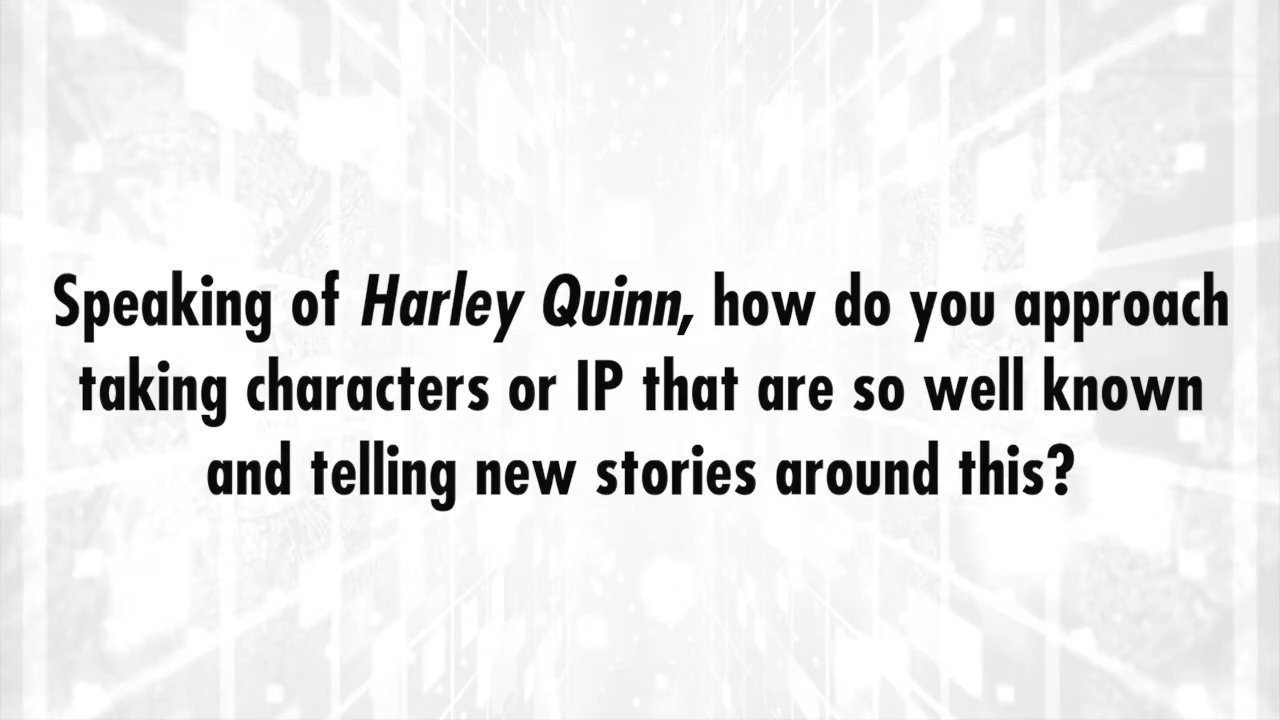 Speaking of Harley Quinn, how do you approach
taking characters or IP that are so well known
and telling new stories around this?